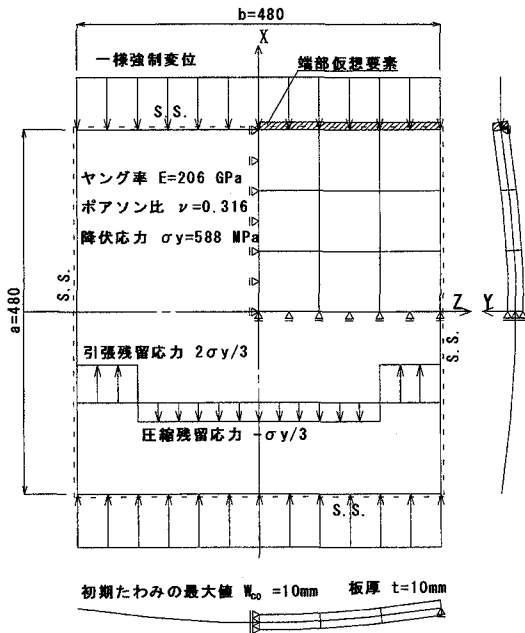 b=480
X
一様強制変位
端部仮想要素
S.S.
ヤング率 E=206 GPa
ポアソン比 ν=0.316
降伏応力 σy=588 MPa
S.S.
a=480
Z
Y
S.S.
引張残留応力 2σy/3
圧縮残留応力 -σy/3
S.S.
初期たわみの最大値 Wco =10mm
板厚 t=10mm